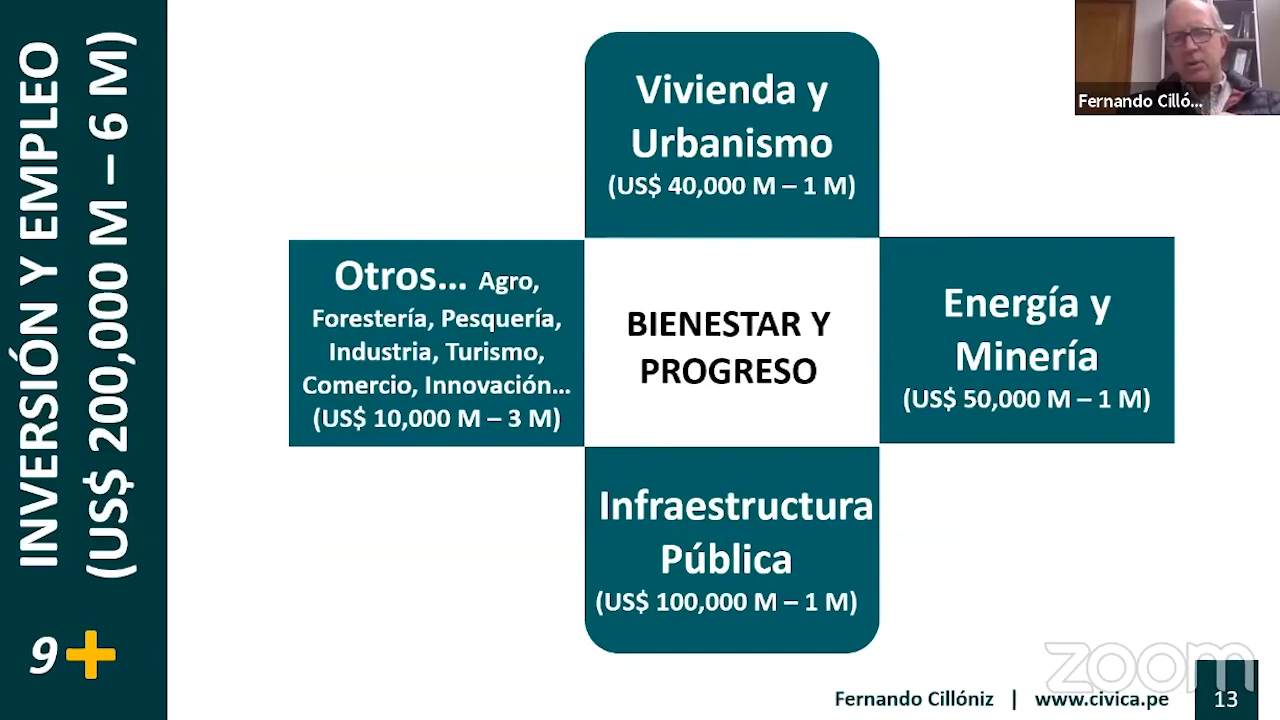 INVERSIÓN Y EMPLEO
(US$ 200,000 M – 6 M)
9
Vivienda y
Urbanismo
(US$ 40,000 M – 1 M)
Fernando Cilló...
Otros... Agro,
Forestería, Pesquería,
Industria, Turismo,
Comercio, Innovación...
(US$ 10,000 M – 3 M)
BIENESTAR Y
PROGRESO
Energía y
Minería
(US$ 50,000 M – 1 M)
Infraestructura
Pública
(US$ 100,000 M – 1 M)
zoom
Fernando Cillóniz | www.civica.pe
13